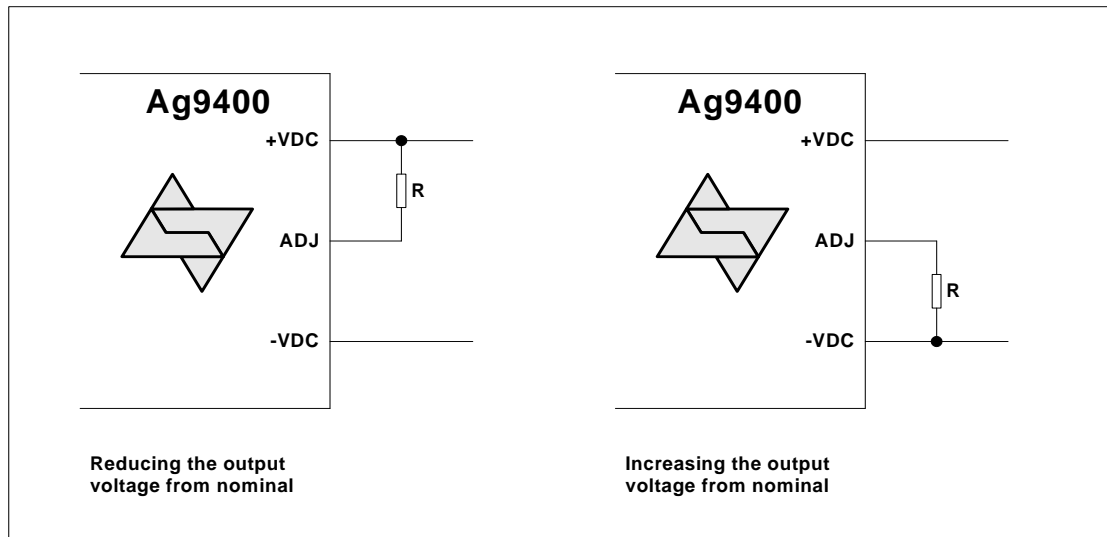 Ag9400
+VDC
R
ADJ
-VDC
Reducing the output
voltage from nominal
Ag9400
+VDC
ADJ
R
-VDC
Increasing the output
voltage from nominal